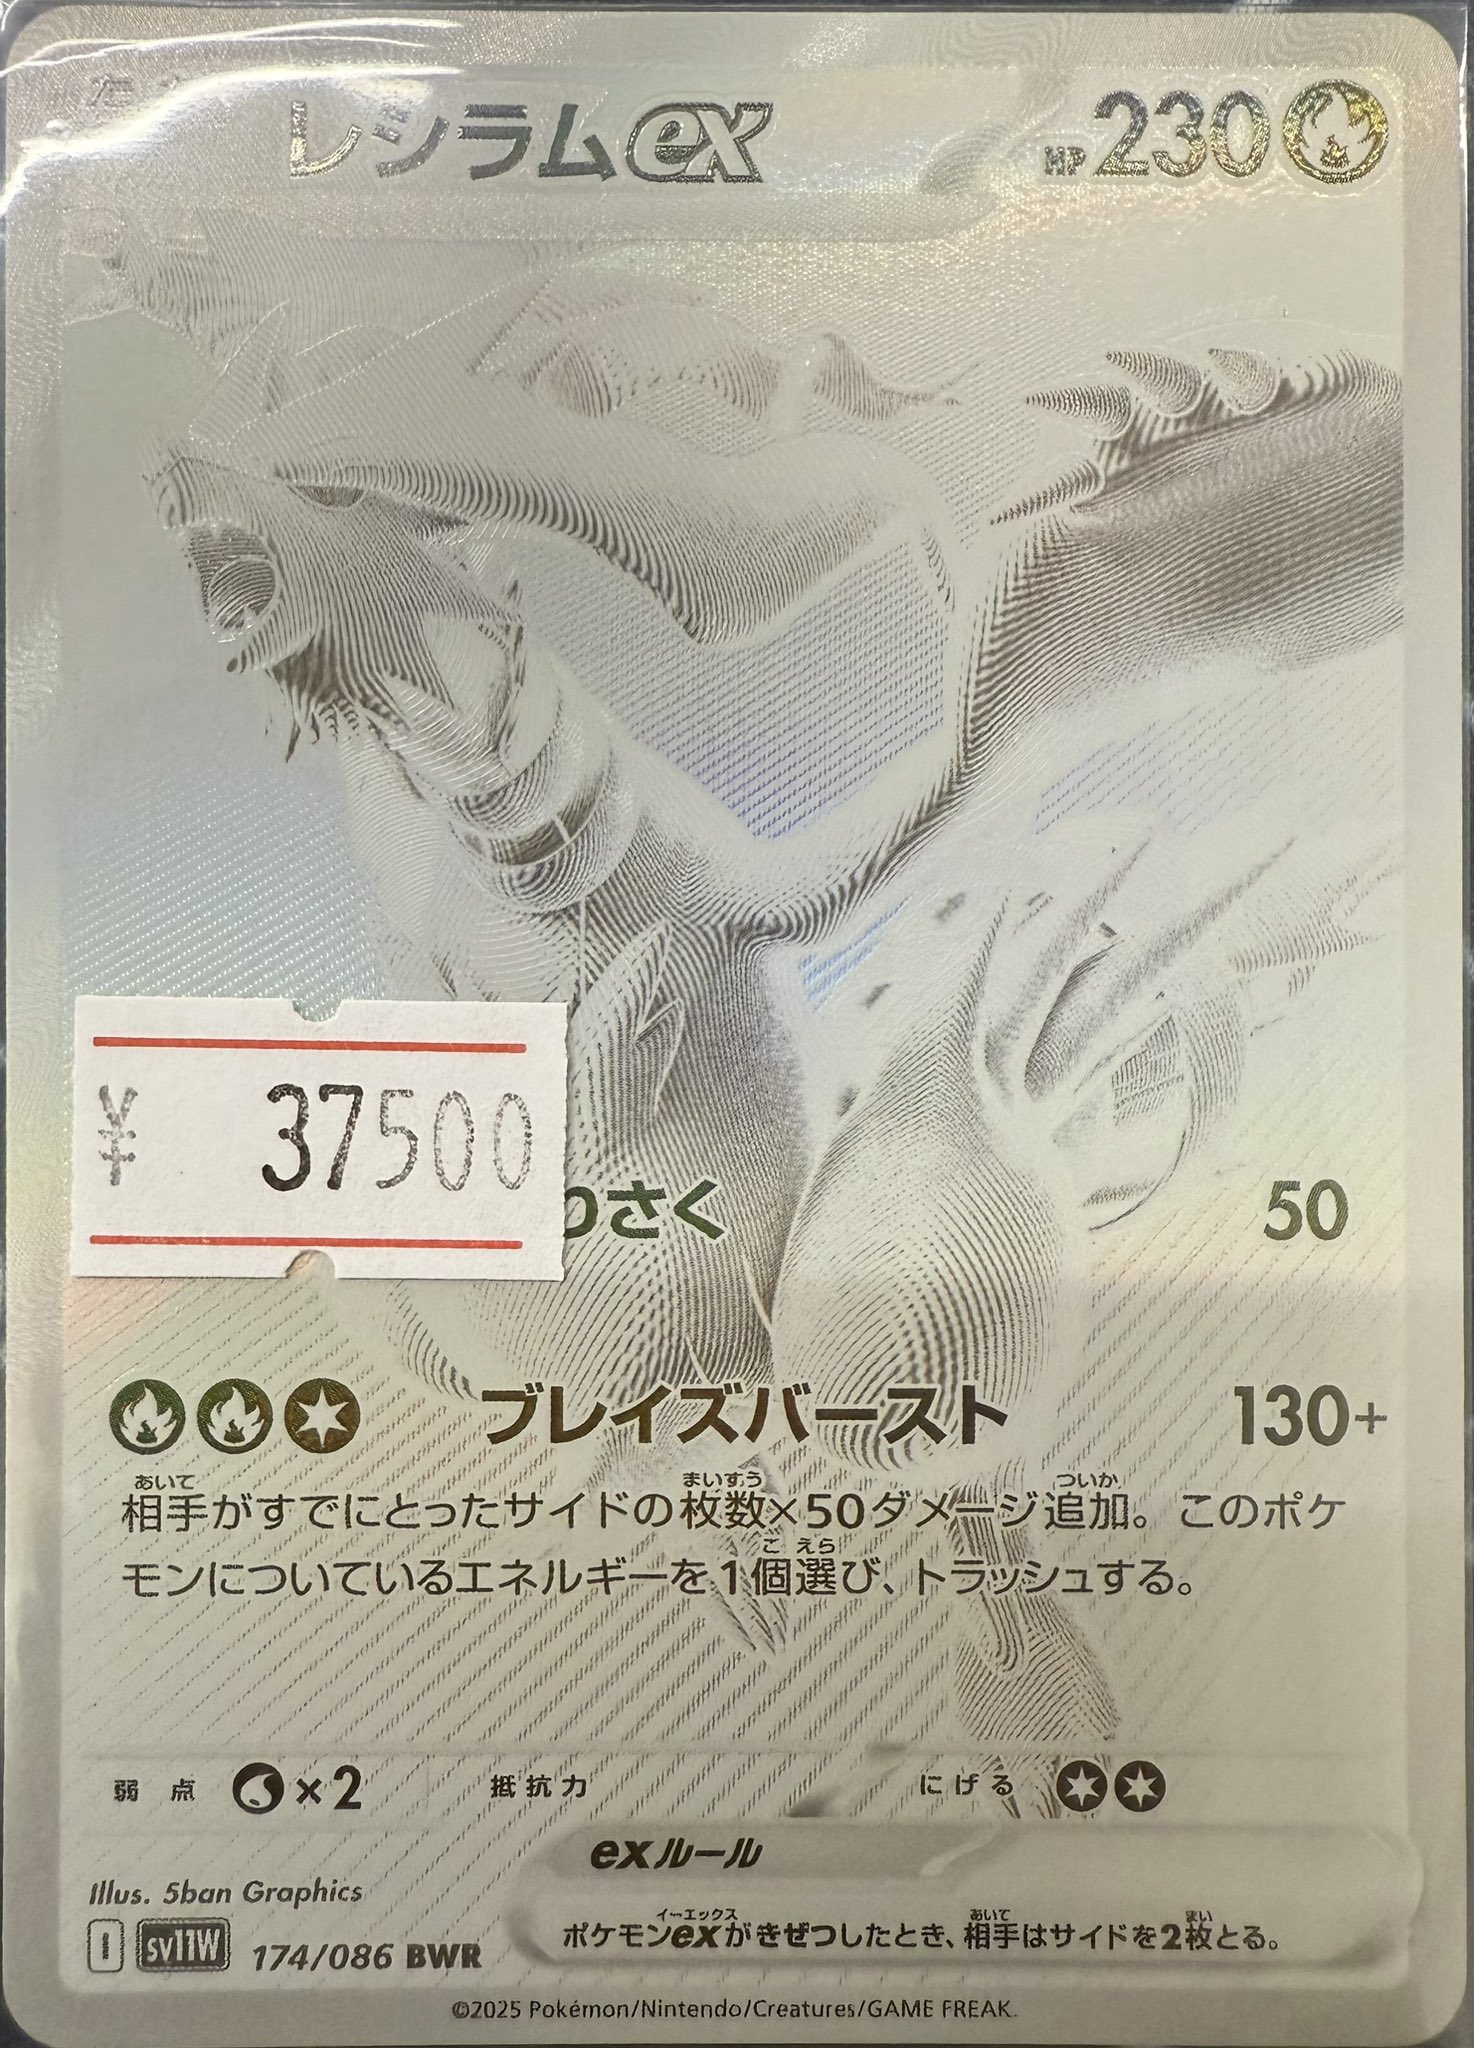 レシラムex HP230
¥ 37500
りさく 50
ブレイズバースト 130+
あいて まいすう ついか
相手がすでにとったサイドの枚数×50ダメージ追加。このポケ
こ えら
モンについているエネルギーを1個選び、トラッシュする。
弱点 ×2 抵抗力 にげる
exルール
Illus. 5ban Graphics
イーエックス あいて まい
ポケモンexがきぜつしたとき、相手はサイドを2枚とる。
I sv11W 174/086 BWR
©2025 Pokémon/Nintendo/Creatures/GAME FREAK.